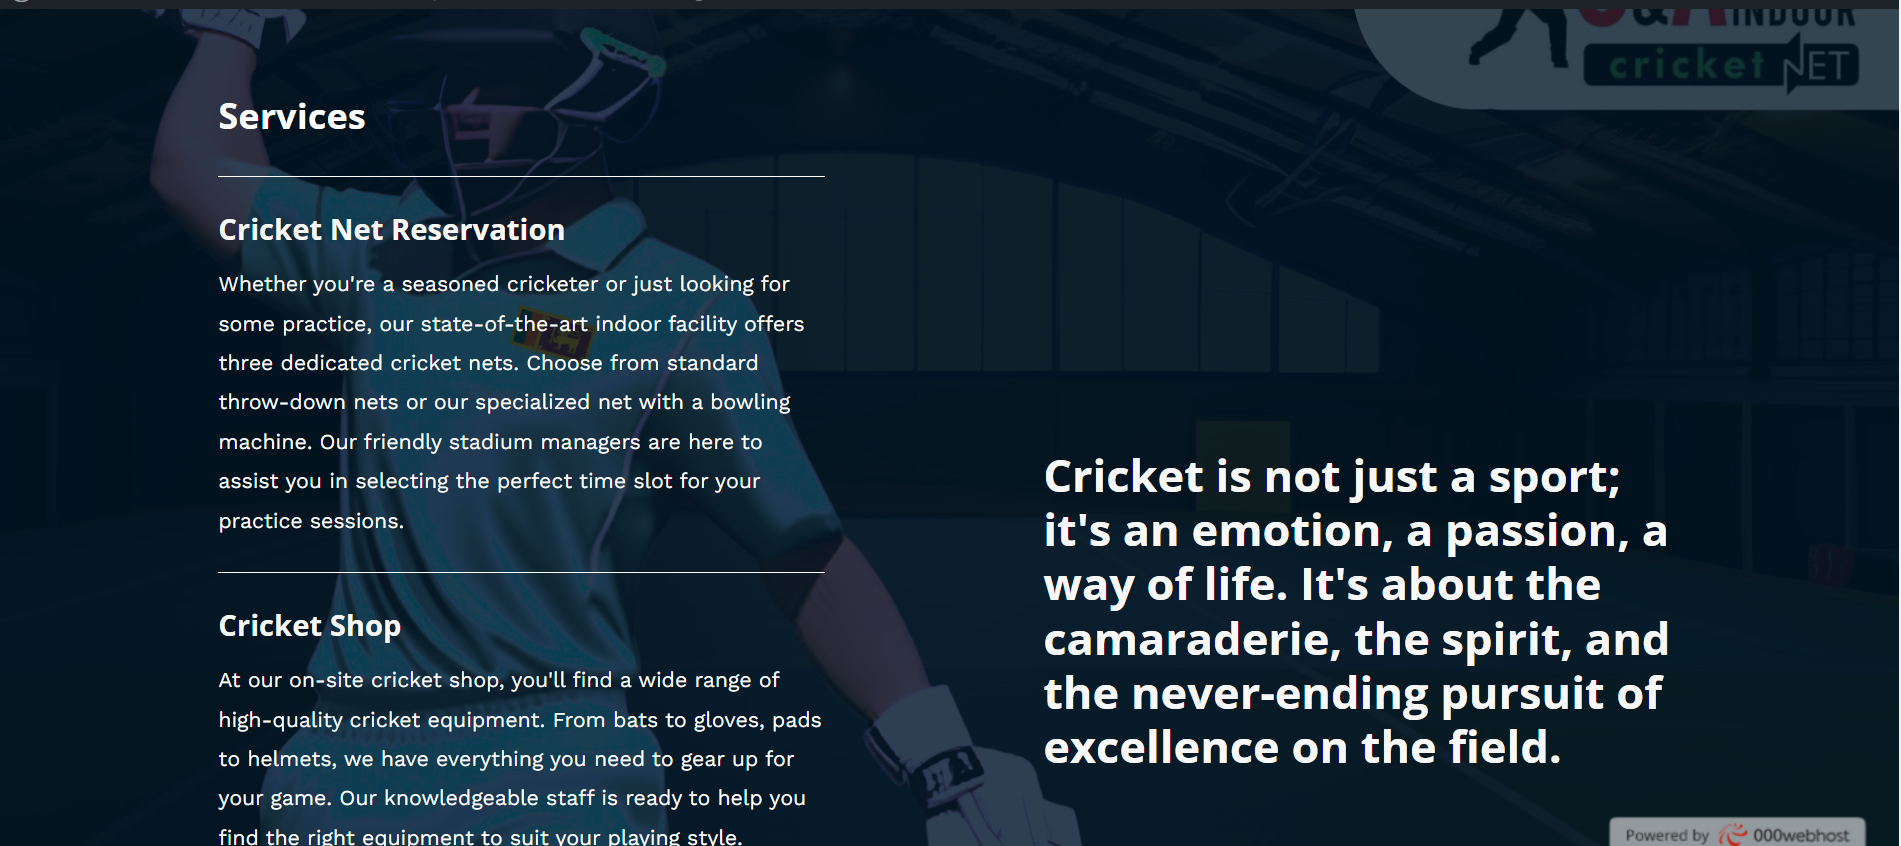 &A INDOOR
cricket NET
Services
Cricket Net Reservation
Whether you're a seasoned cricketer or just looking for
some practice, our state-of-the-art indoor facility offers
three dedicated cricket nets. Choose from standard
throw-down nets or our specialized net with a bowling
machine. Our friendly stadium managers are here to
assist you in selecting the perfect time slot for your
practice sessions.
Cricket Shop
At our on-site cricket shop, you'll find a wide range of
high-quality cricket equipment. From bats to gloves, pads
to helmets, we have everything you need to gear up for
your game. Our knowledgeable staff is ready to help you
find the right equipment to suit your playing style.
Cricket is not just a sport;
it's an emotion, a passion, a
way of life. It's about the
camaraderie, the spirit, and
the never-ending pursuit of
excellence on the field.
Powered by 000webhost